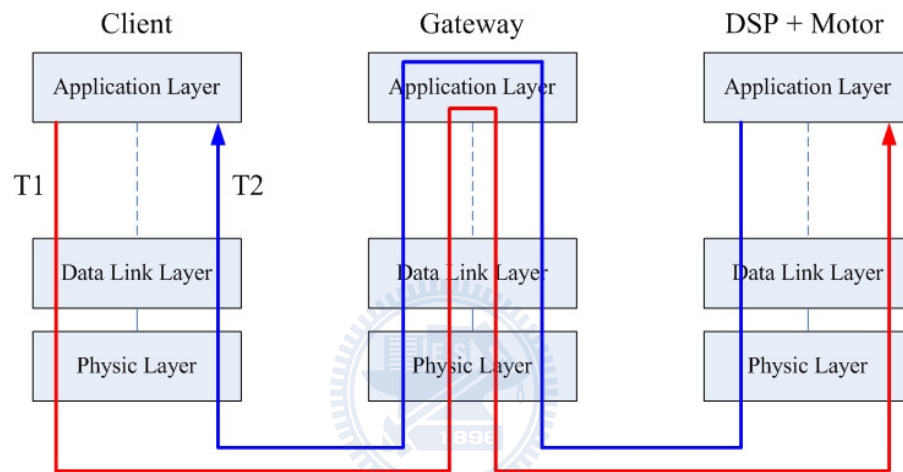 Client
Gateway
DSP + Motor
Application Layer
Application Layer
Application Layer
T1
T2
Data Link Layer
Data Link Layer
Data Link Layer
Physic Layer
Physic Layer
Physic Layer
1896